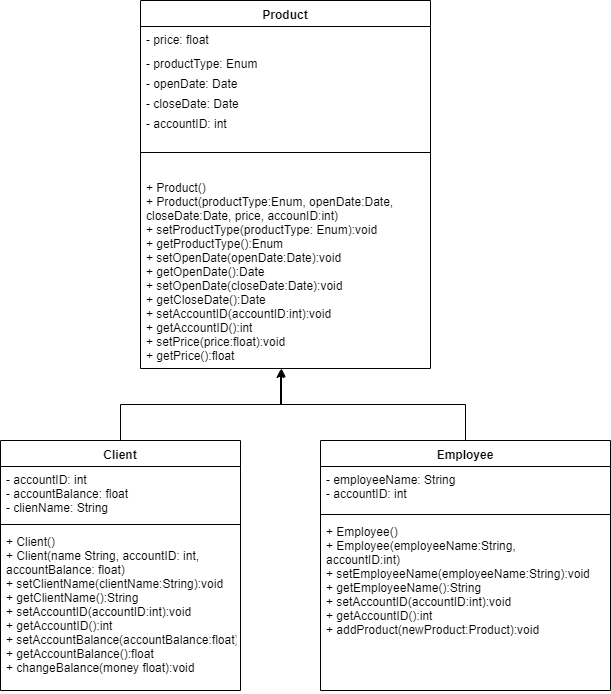 Product
- price: float
- productType: Enum
- openDate: Date
- closeDate: Date
- accountID: int
+ Product()
+ Product(productType:Enum, openDate:Date,
closeDate:Date, price, accounID:int)
+ setProductType(productType: Enum):void
+ getProductType():Enum
+ setOpenDate(openDate:Date):void
+ getOpenDate():Date
+ setOpenDate(closeDate:Date):void
+ getCloseDate():Date
+ setAccountID(accountID:int):void
+ getAccountID():int
+ setPrice(price:float):void
+ getPrice():float
Client
- accountID: int
- accountBalance: float
- clienName: String
+ Client()
+ Client(name String, accountID: int,
accountBalance: float)
+ setClientName(clientName:String):void
+ getClientName():String
+ setAccountID(accountID:int):void
+ getAccountID():int
+ setAccountBalance(accountBalance:float)
+ getAccountBalance():float
+ changeBalance(money float):void
Employee
- employeeName: String
- accountID: int
+ Employee()
+ Employee(employeeName:String,
accountID:int)
+ setEmployeeName(employeeName:String):void
+ getEmployeeName():String
+ setAccountID(accountID:int):void
+ getAccountID():int
+ addProduct(newProduct:Product):void